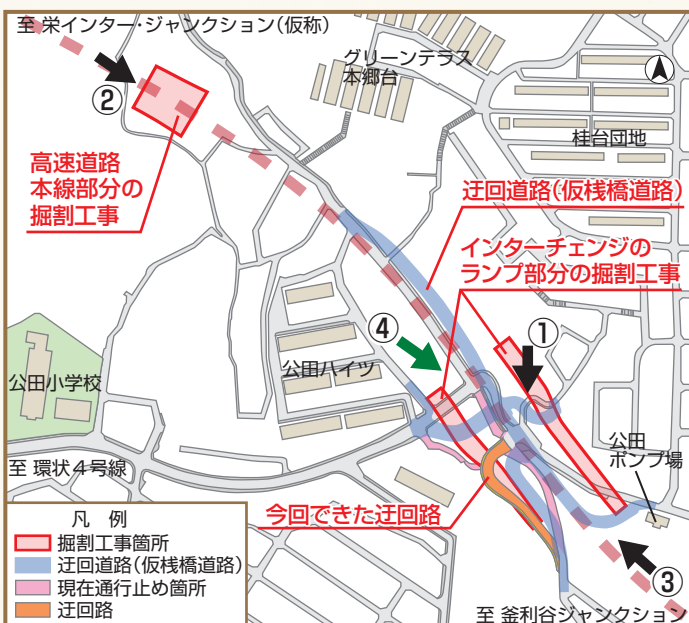 至 栄インター・ジャンクション(仮称)
グリーンテラス
本郷台
②
桂台団地
高速道路
本線部分の
掘割工事
迂回道路(仮桟橋道路)
インターチェンジの
ランプ部分の掘割工事
④
①
公田ハイツ
公田小学校
公田
ポンプ場
至 環状4号線
今回できた迂回路
③
至 釜利谷ジャンクション
凡 例
掘割工事箇所
迂回道路(仮桟橋道路)
現在通行止め箇所
迂回路